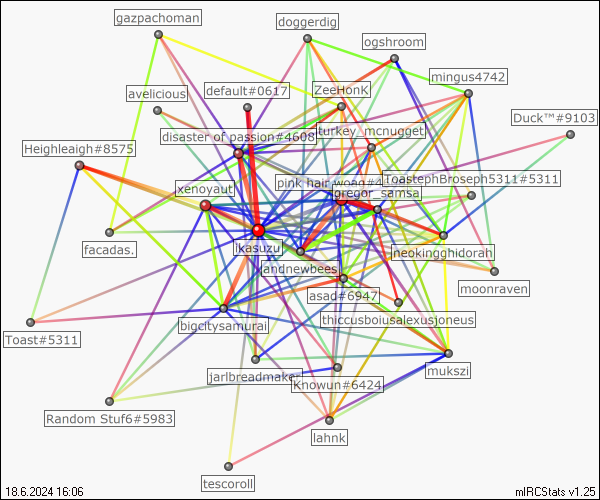 gazpachoman
doggerdig
ogshroom
mingus4742
avelicious
default#0617
ZeeHonK
Duck™#9103
Heighleaigh#8575
disaster of passion#4608
turkey_mcnugget
xenoyaut
pink hair
ToastephBroseph5311#5311
gregor_samsa
facadas.
ikasuzu
neokingghidorah
andnewbees
moonraven
asad#6947
thiccusboiusalexusjoneus
bigcitysamurai
Toast#5311
jarlbreadmaker
Knowun#6424
mukszi
Random Stuf6#5983
lahnk
tescoroll
18.6.2024 16:06
mIRCStats v1.25